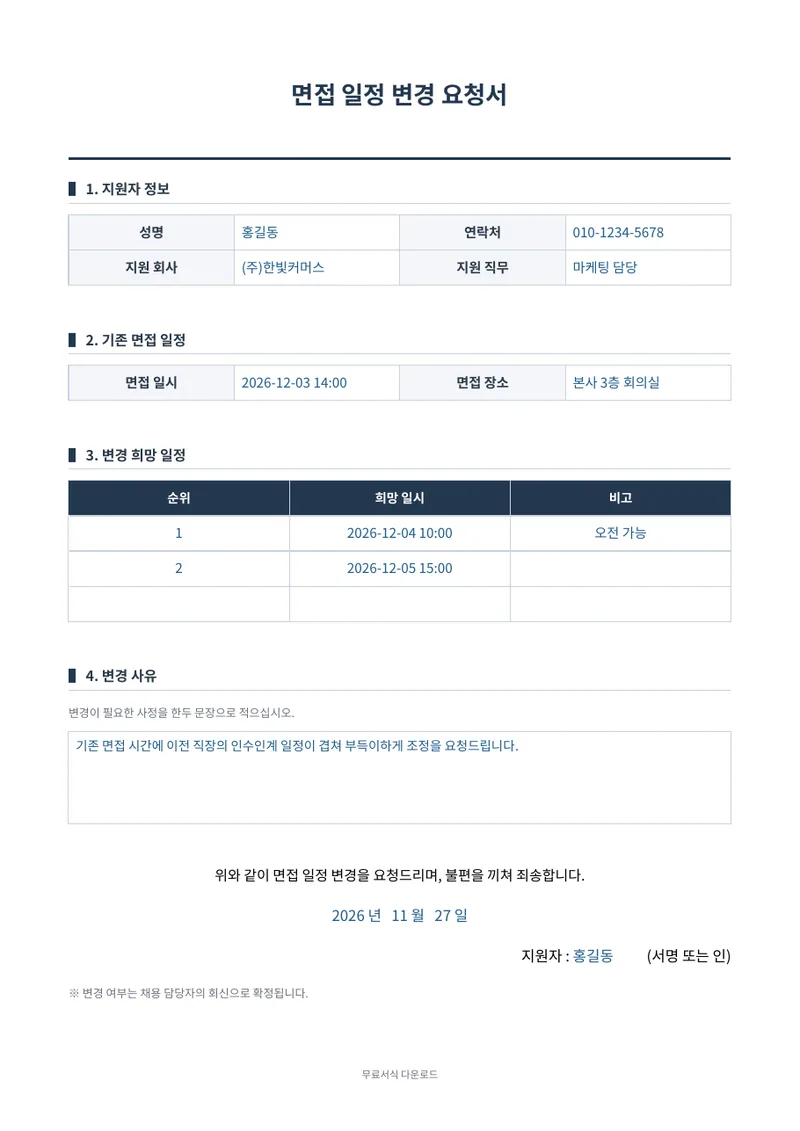 면접 일정 변경 요청서
1. 지원자 정보
성명 홍길동 연락처 010-1234-5678
지원 회사 (주)한빛커머스 지원 직무 마케팅 담당
2. 기존 면접 일정
면접 일시 2026-12-03 14:00 면접 장소 본사 3층 회의실
3. 변경 희망 일정
순위 희망 일시 비고
1 2026-12-04 10:00 오전 가능
2 2026-12-05 15:00
4. 변경 사유
변경이 필요한 사정을 한두 문장으로 적으십시오.
기존 면접 시간에 이전 직장의 인수인계 일정이 겹쳐 부득이하게 조정을 요청드립니다.
위와 같이 면접 일정 변경을 요청드리며, 불편을 끼쳐 죄송합니다.
2026 년 11 월 27 일
지원자 : 홍길동 (서명 또는 인)
※ 변경 여부는 채용 담당자의 회신으로 확정됩니다.
무료서식 다운로드